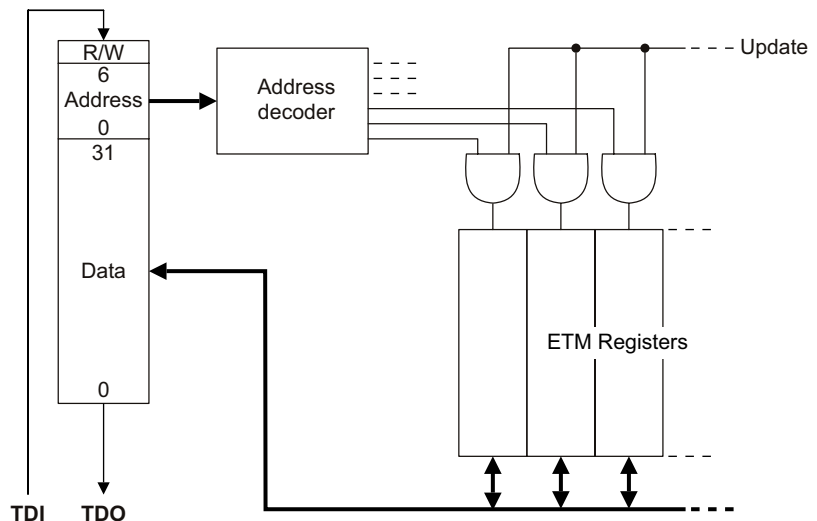 R/W
6
Address
0
31
Data
0
TDI
TDO
Address
decoder
Update
ETM Registers